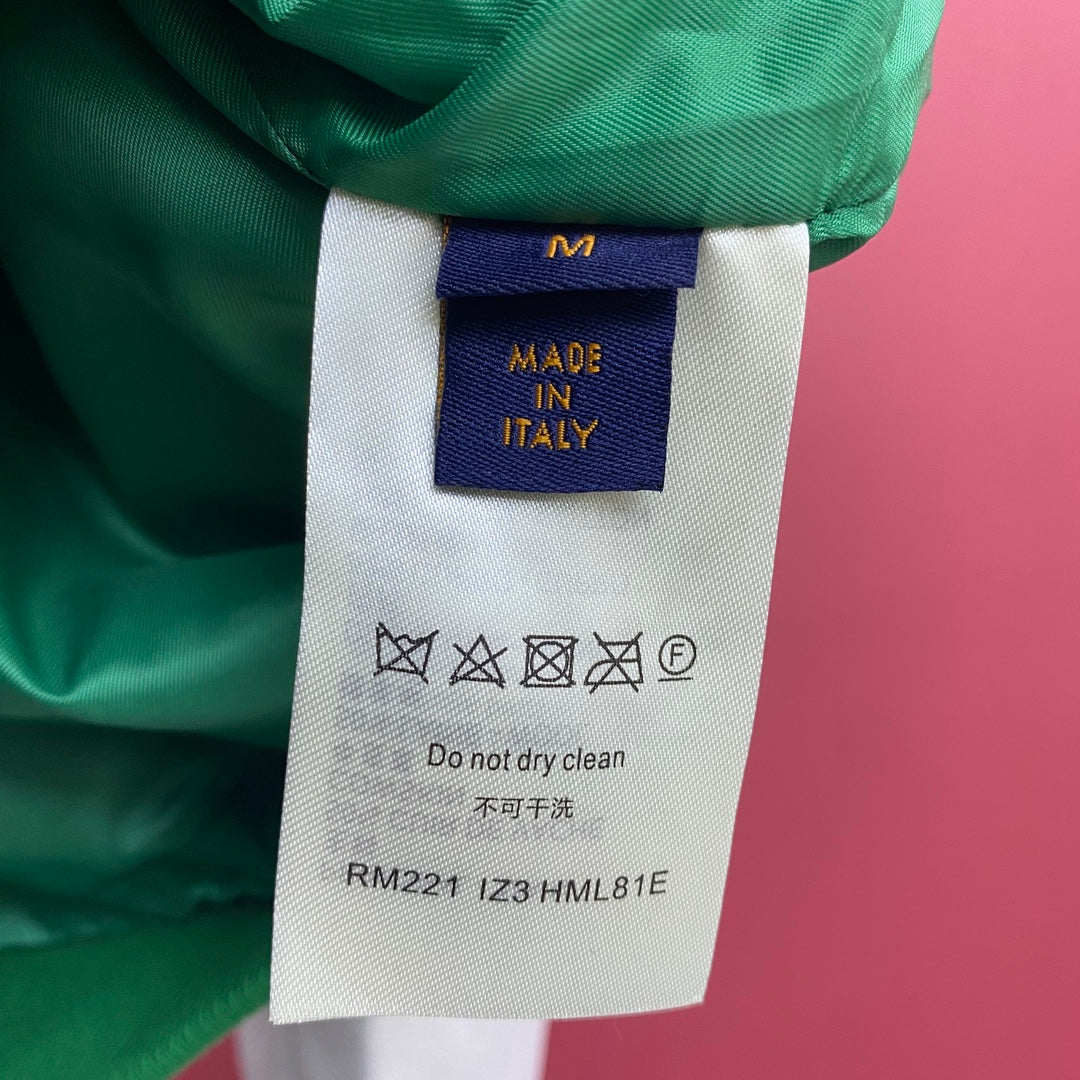 M
MADE
IN
ITALY
F
Do not dry clean
不可干洗
RM221 IZ3 HML81E